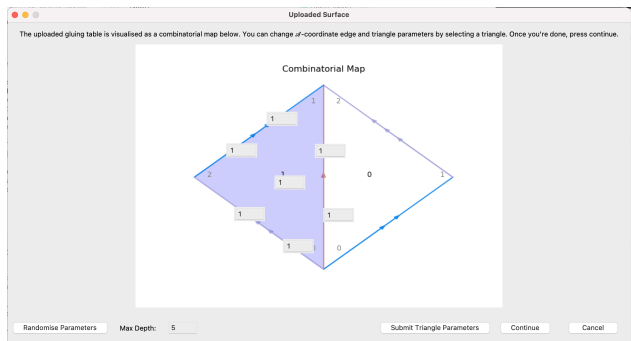 Uploaded Surface
The uploaded gluing table is visualised as a combinatorial map below. You can change 𝒜-coordinate edge and triangle parameters by selecting a triangle. Once you're done, press continue.
Combinatorial Map
1 2
1
1 1
2 1 0 1
1
1 1
1 0
Randomise Parameters Max Depth: 5 Submit Triangle Parameters Continue Cancel